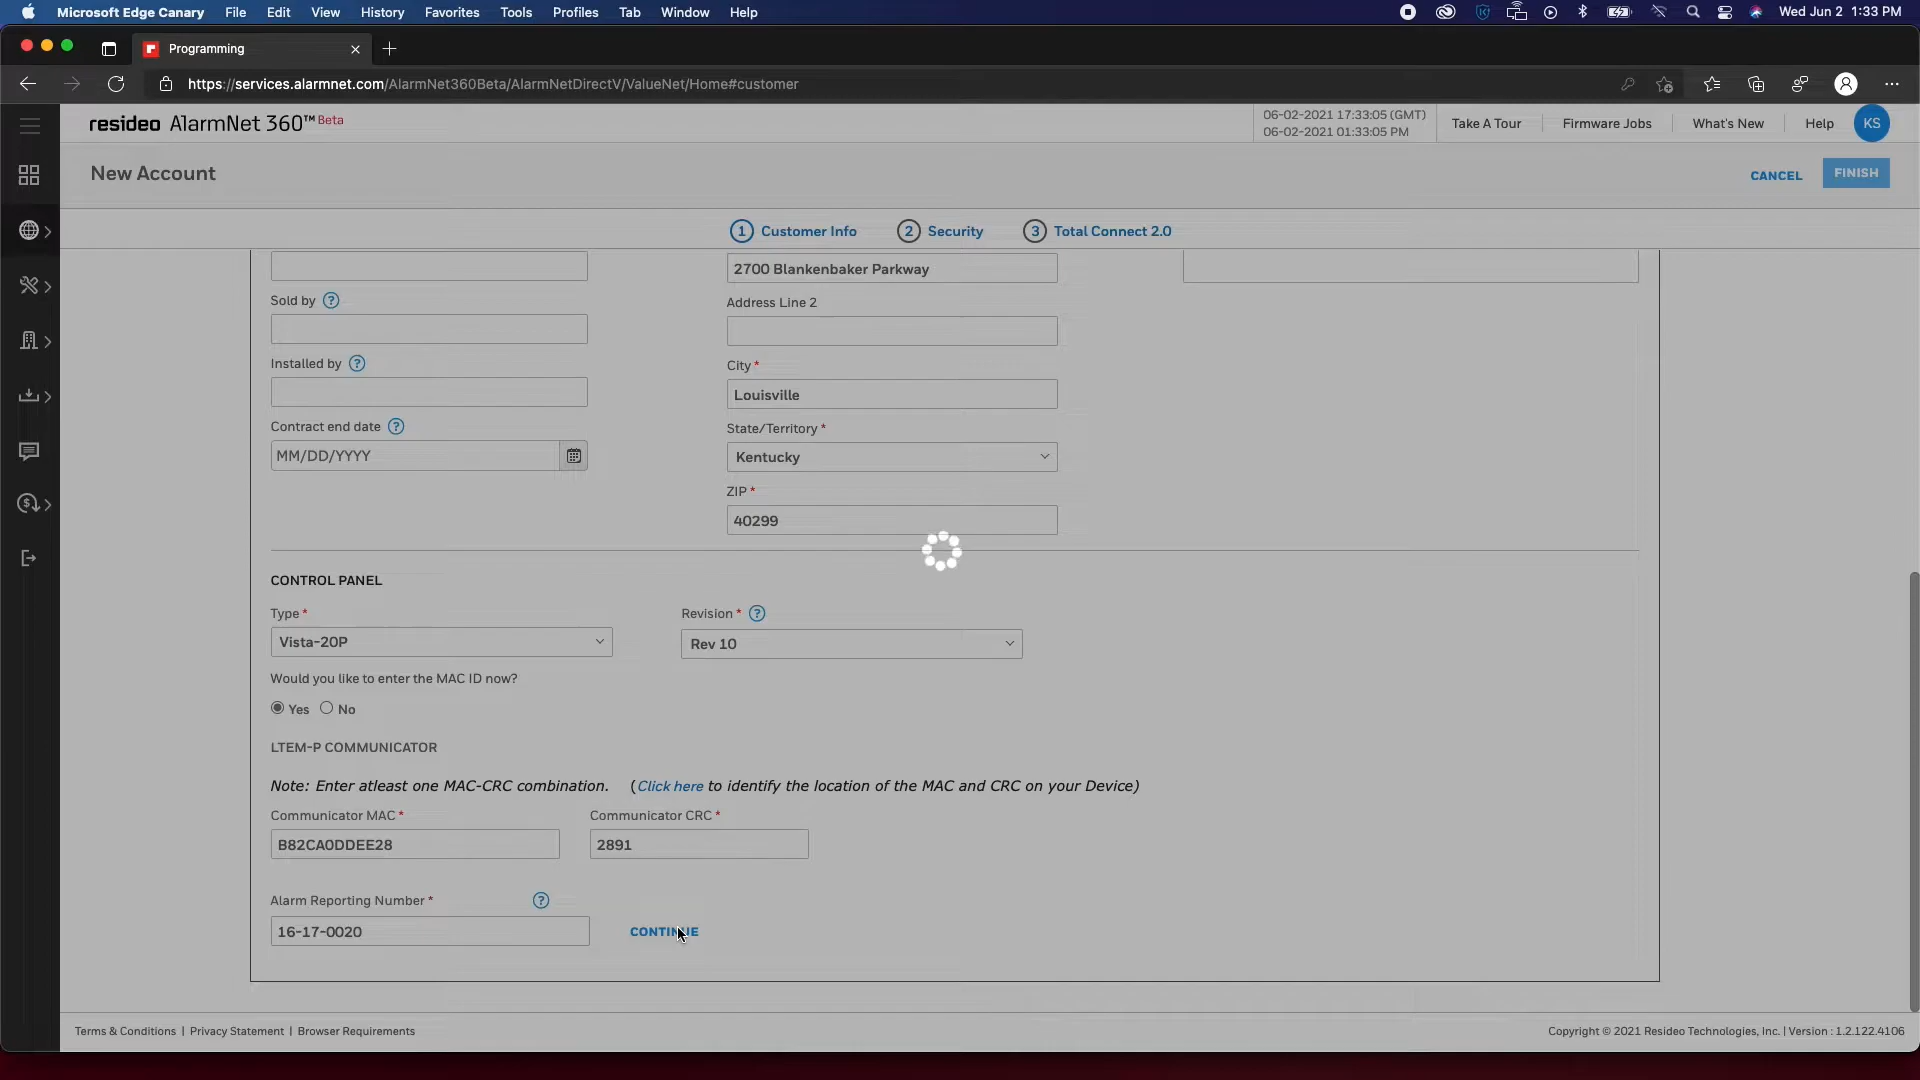 Microsoft Edge Canary File Edit View History Favorites Tools Profiles Tab Window Help Wed Jun 2 1:33 PM
Programming
https://services.alarmnet.com/AlarmNet360Beta/AlarmNetDirectV/ValueNet/Home#customer
resideo AlarmNet 360™ Beta
06-02-2021 17:33:05 (GMT)
06-02-2021 01:33:05 PM
Take A Tour Firmware Jobs What's New Help KS
New Account
CANCEL FINISH
1 Customer Info 2 Security 3 Total Connect 2.0
2700 Blankenbaker Parkway
Sold by ?
Address Line 2
Installed by ?
City *
Louisville
Contract end date ?
State/Territory *
MM/DD/YYYY
Kentucky
ZIP *
40299
CONTROL PANEL
Type * Revision * ?
Vista-20P Rev 10
Would you like to enter the MAC ID now?
Yes No
LTEM-P COMMUNICATOR
Note: Enter atleast one MAC-CRC combination. (Click here to identify the location of the MAC and CRC on your Device)
Communicator MAC * Communicator CRC *
B82CA0DDEE28 2891
Alarm Reporting Number * ?
16-17-0020 CONTINUE
Terms & Conditions | Privacy Statement | Browser Requirements
Copyright © 2021 Resideo Technologies, Inc. | Version : 1.2.122.4106